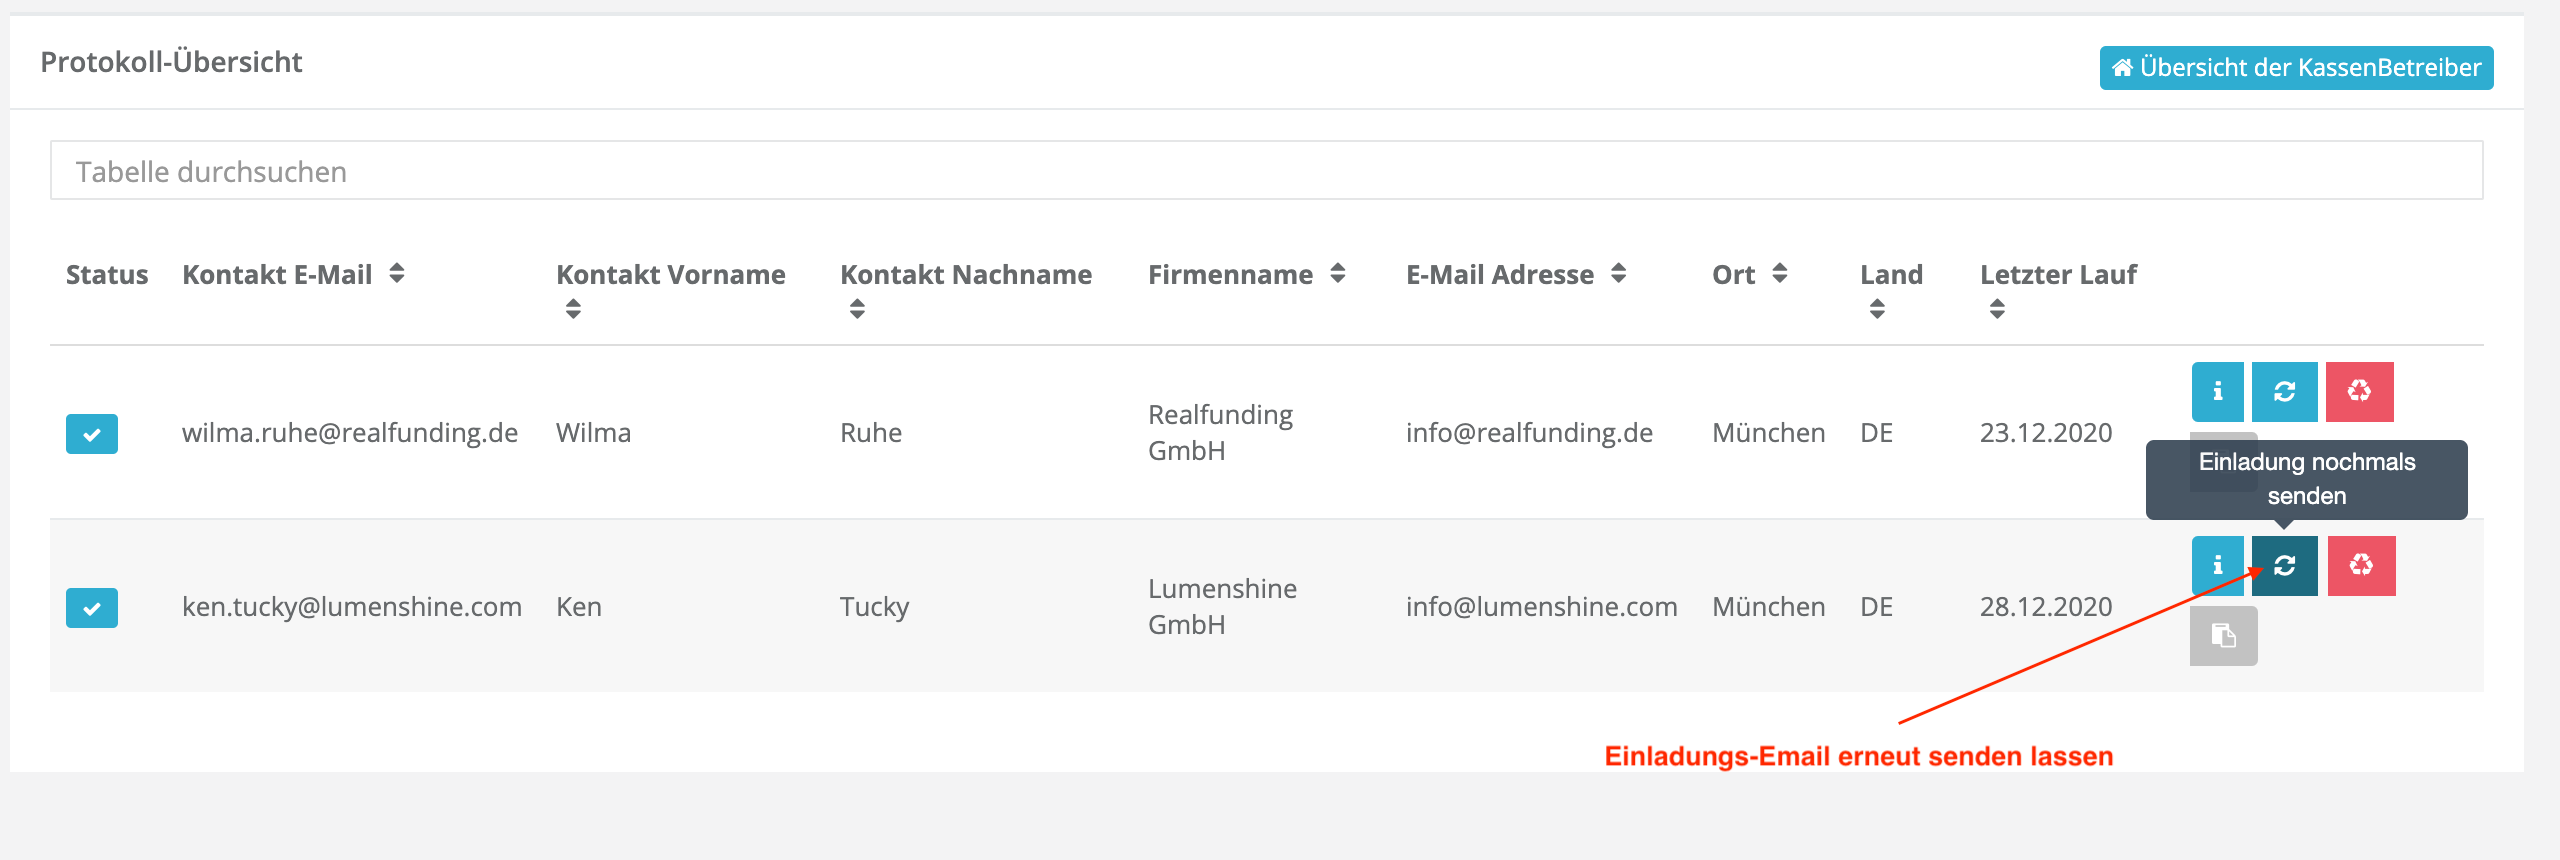 Protokoll-Übersicht
Übersicht der KassenBetreiber
Tabelle durchsuchen
Status Kontakt E-Mail Kontakt Vorname Kontakt Nachname Firmenname E-Mail Adresse Ort Land Letzter Lauf
wilma.ruhe@realfunding.de Wilma Ruhe Realfunding GmbH info@realfunding.de München DE 23.12.2020
Einladung nochmals
senden
ken.tucky@lumenshine.com Ken Tucky Lumenshine GmbH info@lumenshine.com München DE 28.12.2020
Einladungs-Email erneut senden lassen